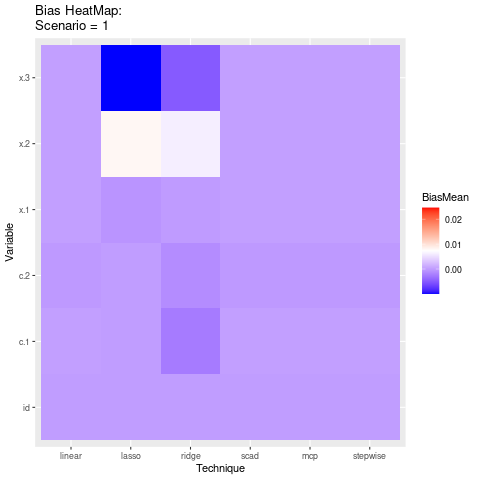 Bias HeatMap:
Scenario = 1
x.3
x.2
x.1
c.2
c.1
id
Variable
linear
lasso
ridge
scad
mcp
stepwise
Technique
BiasMean
0.02
0.01
0.00